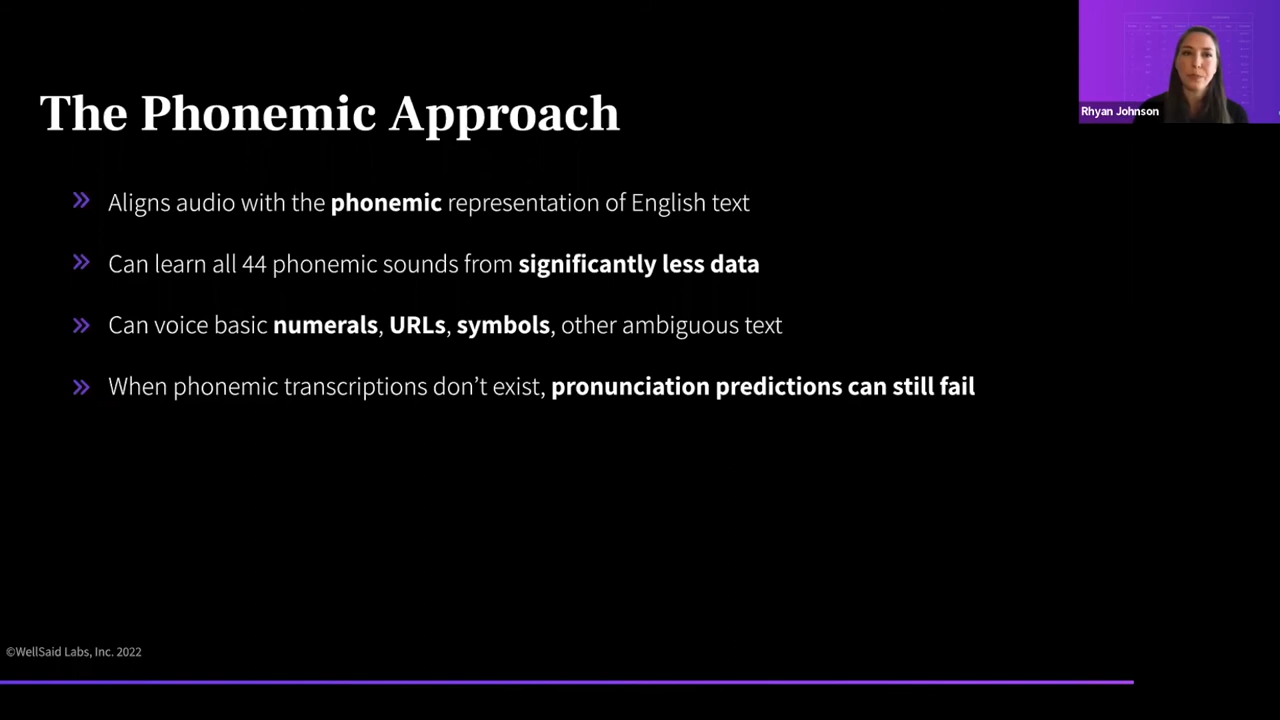 Rhyan Johnson
The Phonemic Approach
Aligns audio with the phonemic representation of English text
Can learn all 44 phonemic sounds from significantly less data
Can voice basic numerals, URLs, symbols, other ambiguous text
When phonemic transcriptions don’t exist, pronunciation predictions can still fail
©WellSaid Labs, Inc. 2022